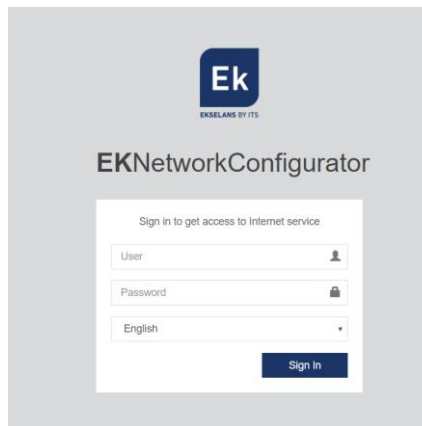 Ek
EKSELANS BY ITS
EKNetworkConfigurator
Sign in to get access to Internet service
User
Password
English
Sign In